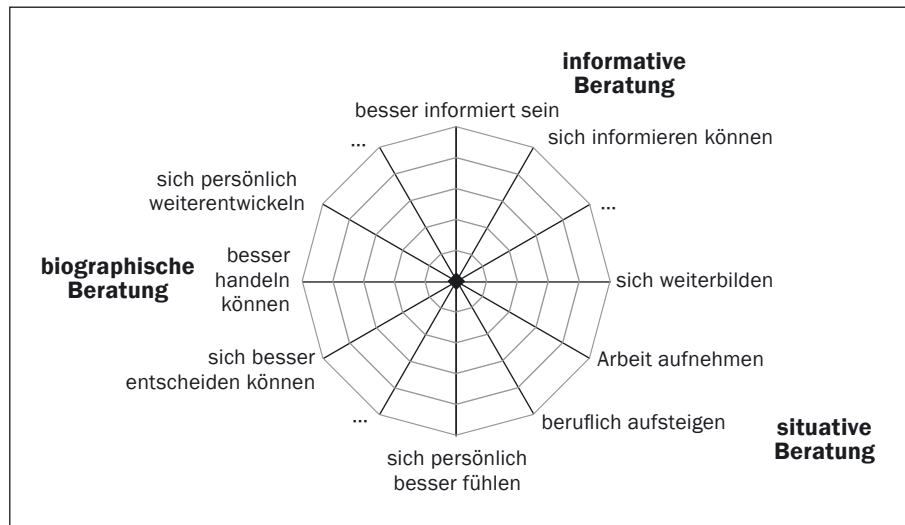 informative
Beratung
besser informiert sein
...
sich informieren können
sich persönlich
weiterentwickeln
...
biographische
Beratung
besser
handeln
können
sich weiterbilden
sich besser
entscheiden können
Arbeit aufnehmen
...
beruflich aufsteigen
situative
Beratung
sich persönlich
besser fühlen